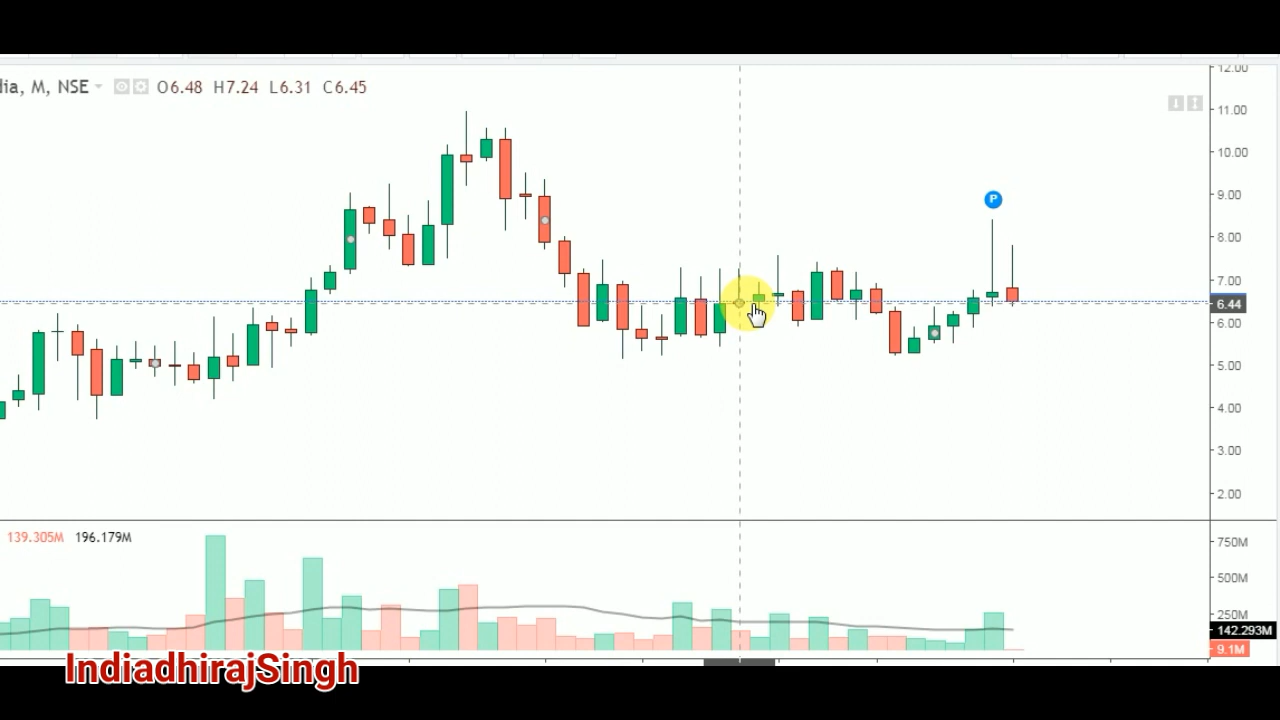 dia, M, NSE O6.48 H7.24 L6.31 C6.45
12.00
11.00
10.00
9.00
P
8.00
7.00
6.44
6.00
5.00
4.00
3.00
2.00
139.305M 196.179M
750M
500M
250M
142.293M
9.1M
IndiadhirajSingh